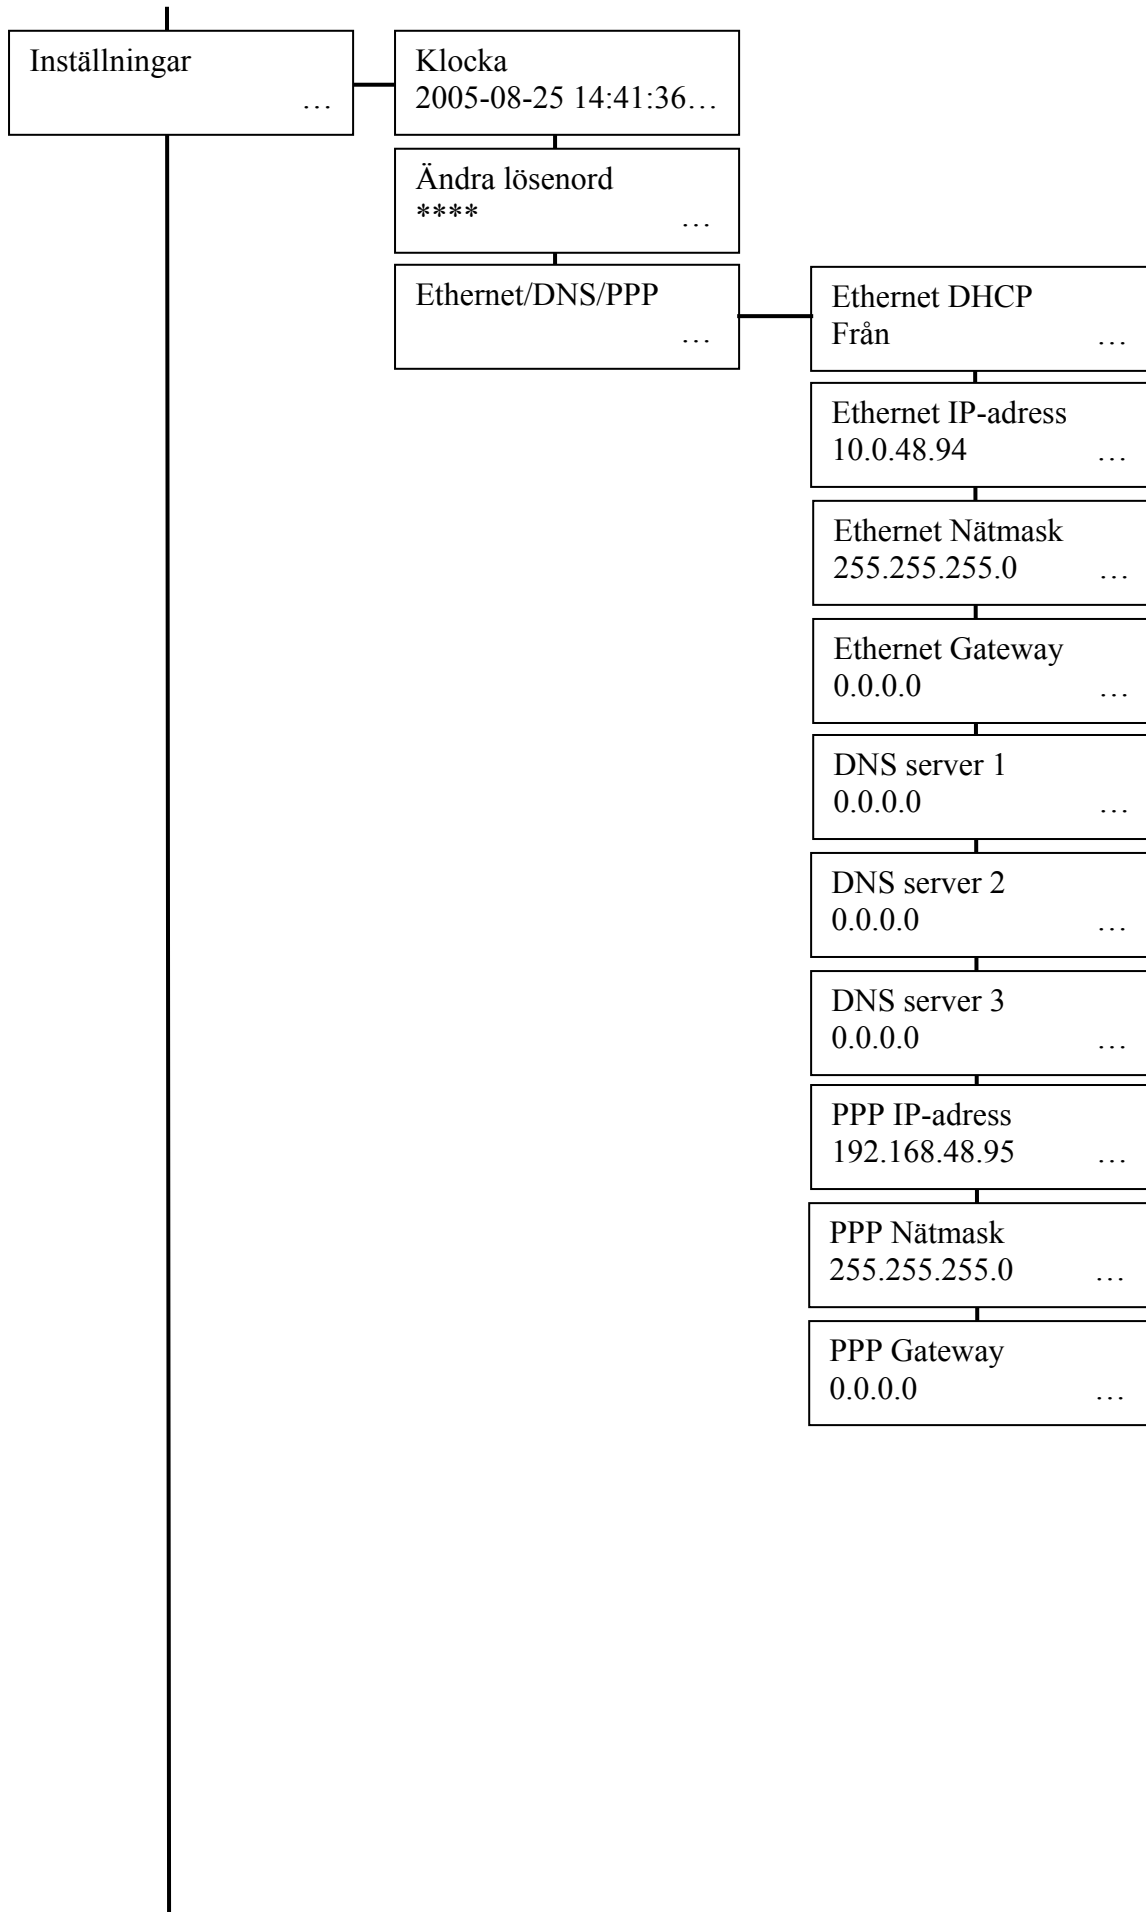 Inställningar
…
Klocka
2005-08-25 14:41:36…
Ändra lösenord
**** …
Ethernet/DNS/PPP
…
Ethernet DHCP
Från …
Ethernet IP-adress
10.0.48.94 …
Ethernet Nätmask
255.255.255.0 …
Ethernet Gateway
0.0.0.0 …
DNS server 1
0.0.0.0 …
DNS server 2
0.0.0.0 …
DNS server 3
0.0.0.0 …
PPP IP-adress
192.168.48.95 …
PPP Nätmask
255.255.255.0 …
PPP Gateway
0.0.0.0 …